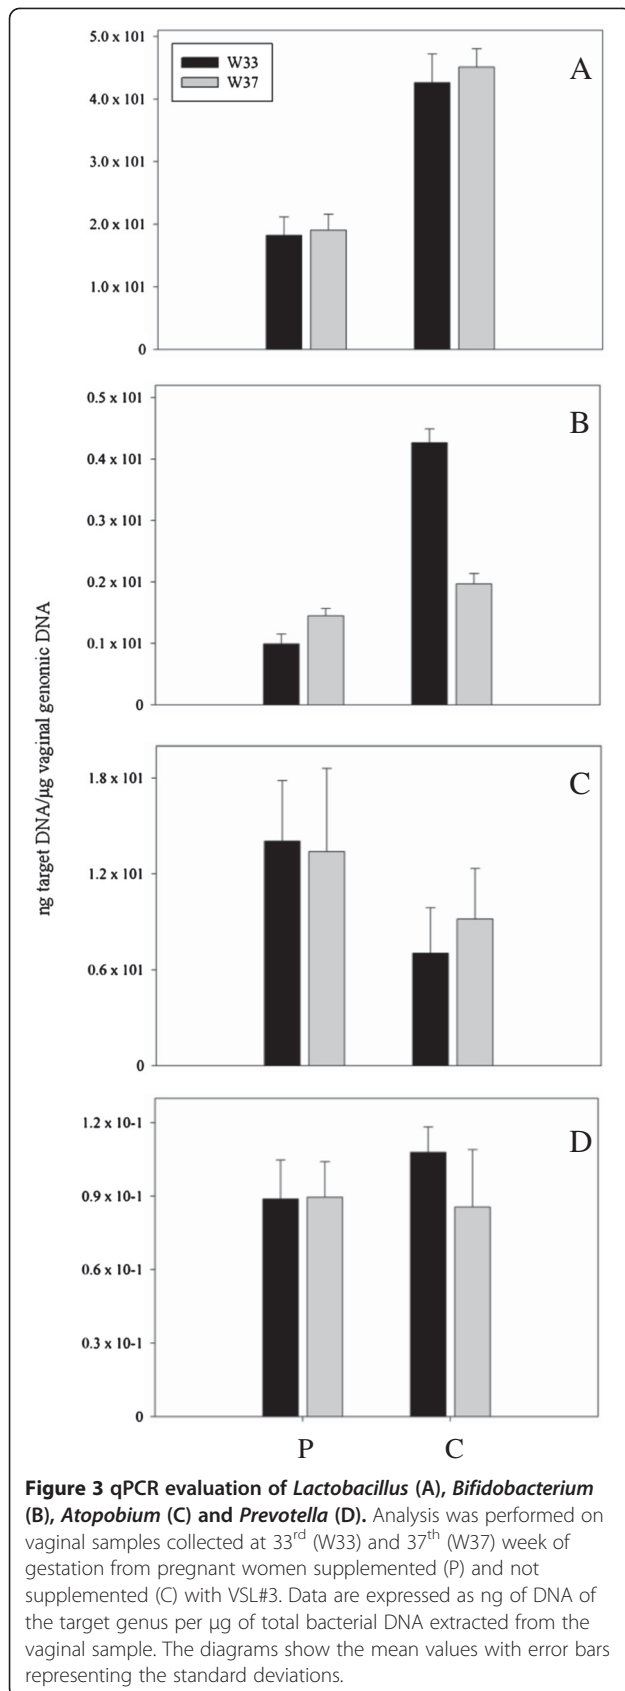 5.0 x 101
4.0 x 101
3.0 x 101
2.0 x 101
1.0 x 101
0
W33
W37
A
0.5 x 101
0.4 x 101
0.3 x 101
0.2 x 101
0.1 x 101
0
B
ng target DNA/µg vaginal genomic DNA
1.8 x 101
1.2 x 101
0.6 x 101
0
C
1.2 x 10-1
0.9 x 10-1
0.6 x 10-1
0.3 x 10-1
0
D
P C
Figure 3 qPCR evaluation of Lactobacillus (A), Bifidobacterium
(B), Atopobium (C) and Prevotella (D). Analysis was performed on
vaginal samples collected at 33rd (W33) and 37th (W37) week of
gestation from pregnant women supplemented (P) and not
supplemented (C) with VSL#3. Data are expressed as ng of DNA of
the target genus per µg of total bacterial DNA extracted from the
vaginal sample. The diagrams show the mean values with error bars
representing the standard deviations.